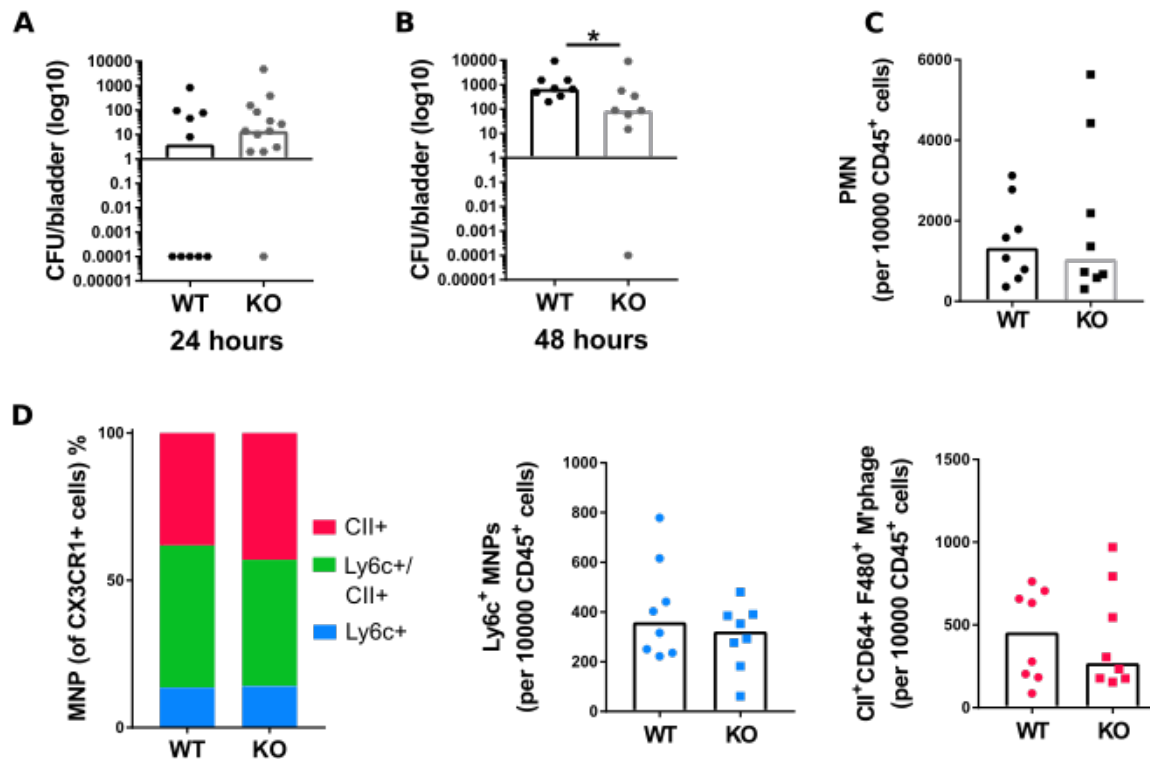 A
CFU/bladder (log10)
10000
1000
100
10
1
0.1
0.01
0.001
0.0001
0.00001
WT KO
24 hours
B
*
CFU/bladder (log10)
10000
1000
100
10
1
0.1
0.01
0.001
0.0001
0.00001
WT KO
48 hours
C
PMN
(per 10000 CD45⁺ cells)
6000
4000
2000
0
WT KO
D
MNP (of CX3CR1+ cells) %
100
50
0
WT KO
CII+
Ly6c+/
CII+
Ly6c+
Ly6c⁺ MNPs
(per 10000 CD45⁺ cells)
1000
800
600
400
200
0
WT KO
CII⁺CD64+ F480⁺ M'phage
(per 10000 CD45⁺ cells)
1500
1000
500
0
WT KO